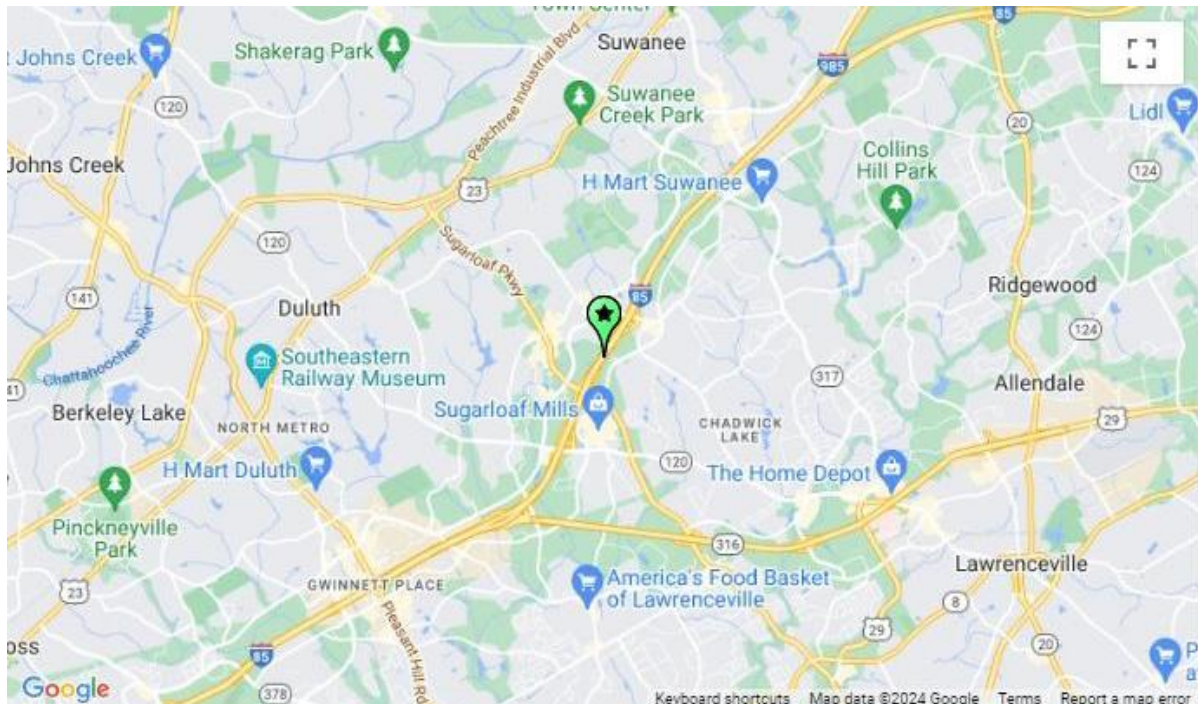 Town Center
Suwanee
85
Shakerag Park
t Johns Creek
985
120
Peachtree Industrial Blvd
Suwanee
Creek Park
Lidl
20
Collins
Hill Park
Johns Creek
124
H Mart Suwanee
23
120
Sugarloaf Pkwy
141
Duluth
85
Ridgewood
124
Southeastern
Railway Museum
Chattahoochee River
317
Allendale
41
Berkeley Lake
Sugarloaf Mills
NORTH METRO
CHADWICK
LAKE
29
H Mart Duluth
120
The Home Depot
Pinckneyville
Park
316
Lawrenceville
GWINNETT PLACE
America's Food Basket
of Lawrenceville
23
8
Pleasant Hill Rd
29
oss
85
20
P
a
Google
378
Keyboard shortcuts Map data ©2024 Google Terms Report a map error